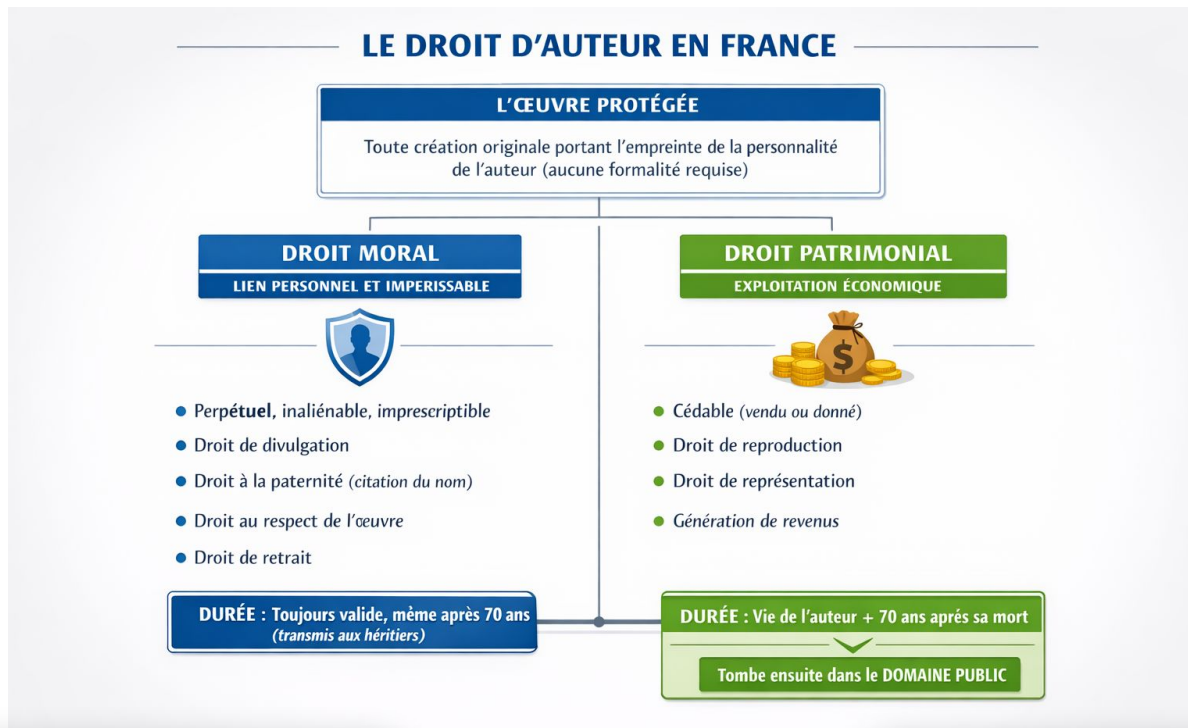 LE DROIT D'AUTEUR EN FRANCE
L'ŒUVRE PROTÉGÉE
Toute création originale portant l'empreinte de la personnalité
de l'auteur (aucune formalité requise)
DROIT MORAL
LIEN PERSONNEL ET IMPERISSABLE
Perpétuel, inaliénable, imprescriptible
Droit de divulgation
Droit à la paternité (citation du nom)
Droit au respect de l'œuvre
Droit de retrait
DURÉE : Toujours valide, même après 70 ans
(transmis aux héritiers)
DROIT PATRIMONIAL
EXPLOITATION ÉCONOMIQUE
$
Cédable (vendu ou donné)
Droit de reproduction
Droit de représentation
Génération de revenus
DURÉE : Vie de l'auteur + 70 ans aprés sa mort
Tombe ensuite dans le DOMAINE PUBLIC